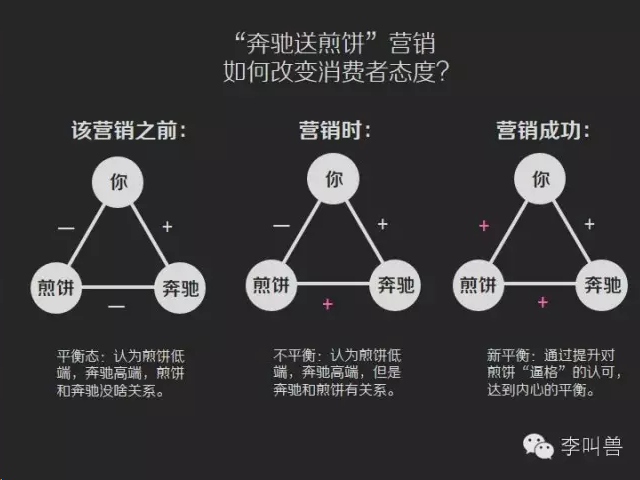 “奔驰送煎饼”营销
如何改变消费者态度？
该营销之前：
营销时：
营销成功：
你
— +
煎饼 — 奔驰
你
— +
煎饼 + 奔驰
你
+ +
煎饼 + 奔驰
平衡态：认为煎饼低
端，奔驰高端，煎饼
和奔驰没啥关系。
不平衡：认为煎饼低
端，奔驰高端，但是
奔驰和煎饼有关系。
新平衡：通过提升对
煎饼“逼格”的认可，
达到内心的平衡。
李叫兽